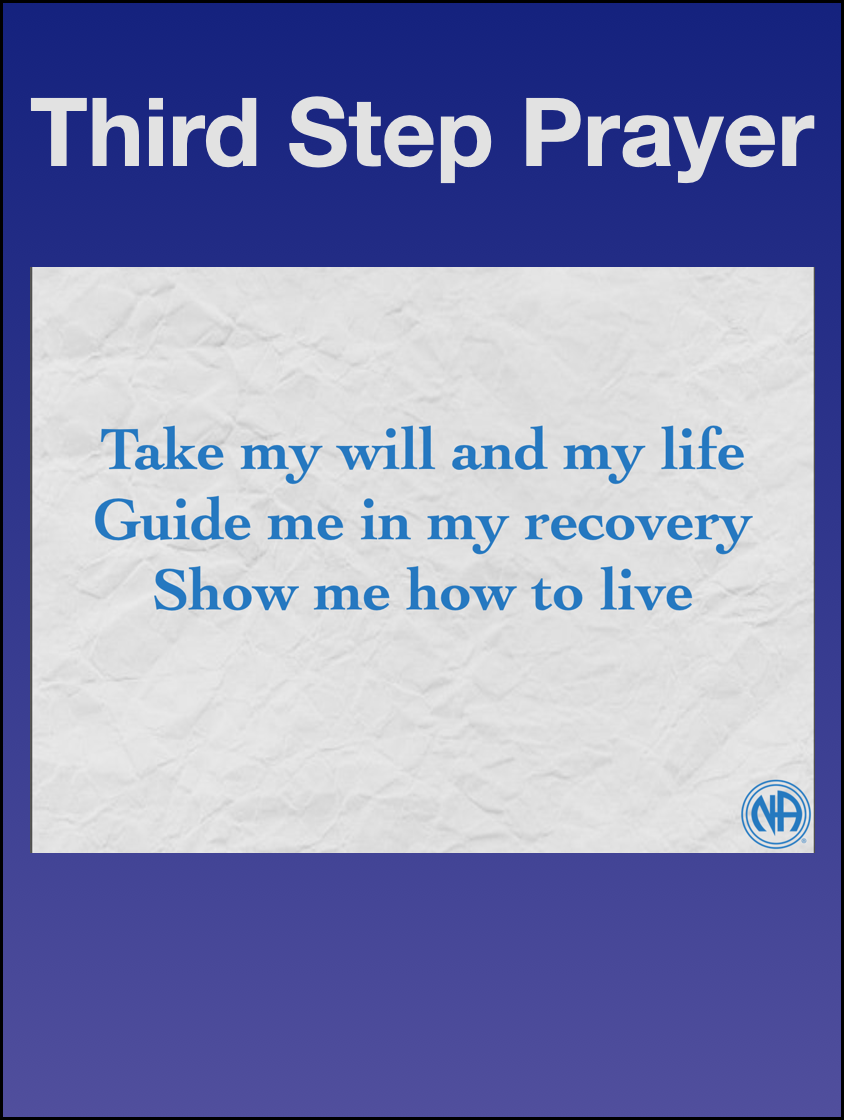 Third Step Prayer
Take my will and my life
Guide me in my recovery
Show me how to live
NA
®